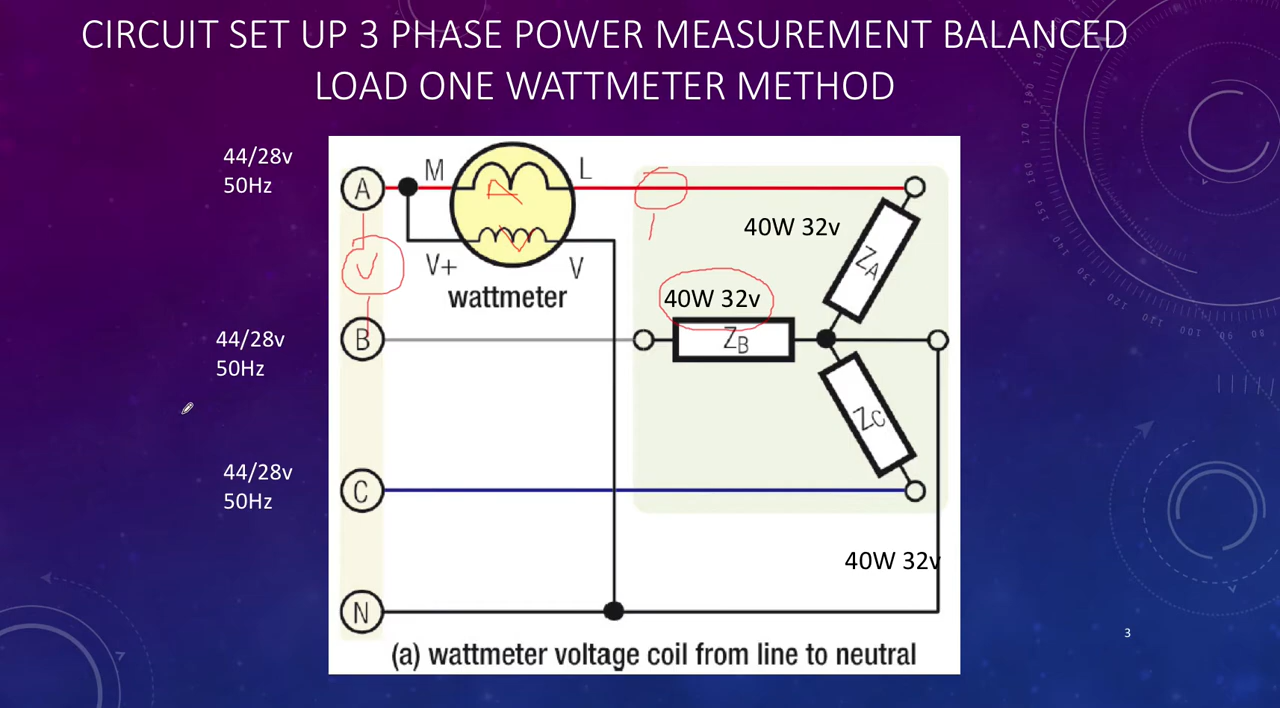 CIRCUIT SET UP 3 PHASE POWER MEASUREMENT BALANCED
LOAD ONE WATTMETER METHOD
44/28v
50Hz
A
M
L
A
V
V+
V
wattmeter
V
40W 32v
ZA
40W 32v
44/28v
50Hz
B
ZB
ZC
44/28v
50Hz
C
40W 32v
N
(a) wattmeter voltage coil from line to neutral
3